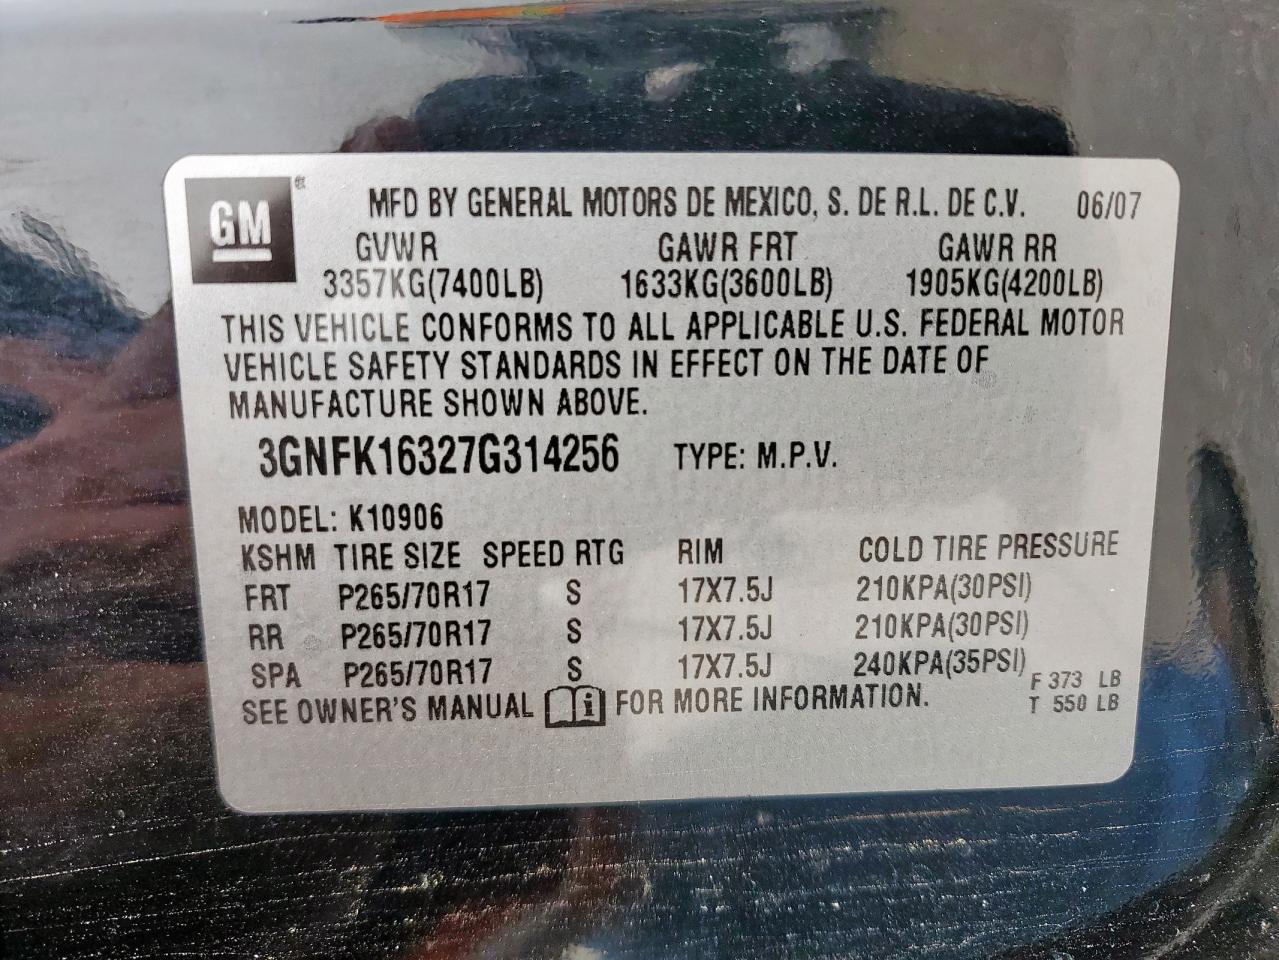 GM ® MFD BY GENERAL MOTORS DE MEXICO, S. DE R.L. DE C.V. 06/07
GVWR GAWR FRT GAWR RR
3357KG(7400LB) 1633KG(3600LB) 1905KG(4200LB)
THIS VEHICLE CONFORMS TO ALL APPLICABLE U.S. FEDERAL MOTOR
VEHICLE SAFETY STANDARDS IN EFFECT ON THE DATE OF
MANUFACTURE SHOWN ABOVE.
3GNFK16327G314256 TYPE: M.P.V.
MODEL: K10906
KSHM TIRE SIZE SPEED RTG RIM COLD TIRE PRESSURE
FRT P265/70R17 S 17X7.5J 210KPA(30PSI)
RR P265/70R17 S 17X7.5J 210KPA(30PSI)
SPA P265/70R17 S 17X7.5J 240KPA(35PSI) F 373 LB
SEE OWNER'S MANUAL i FOR MORE INFORMATION. T 550 LB